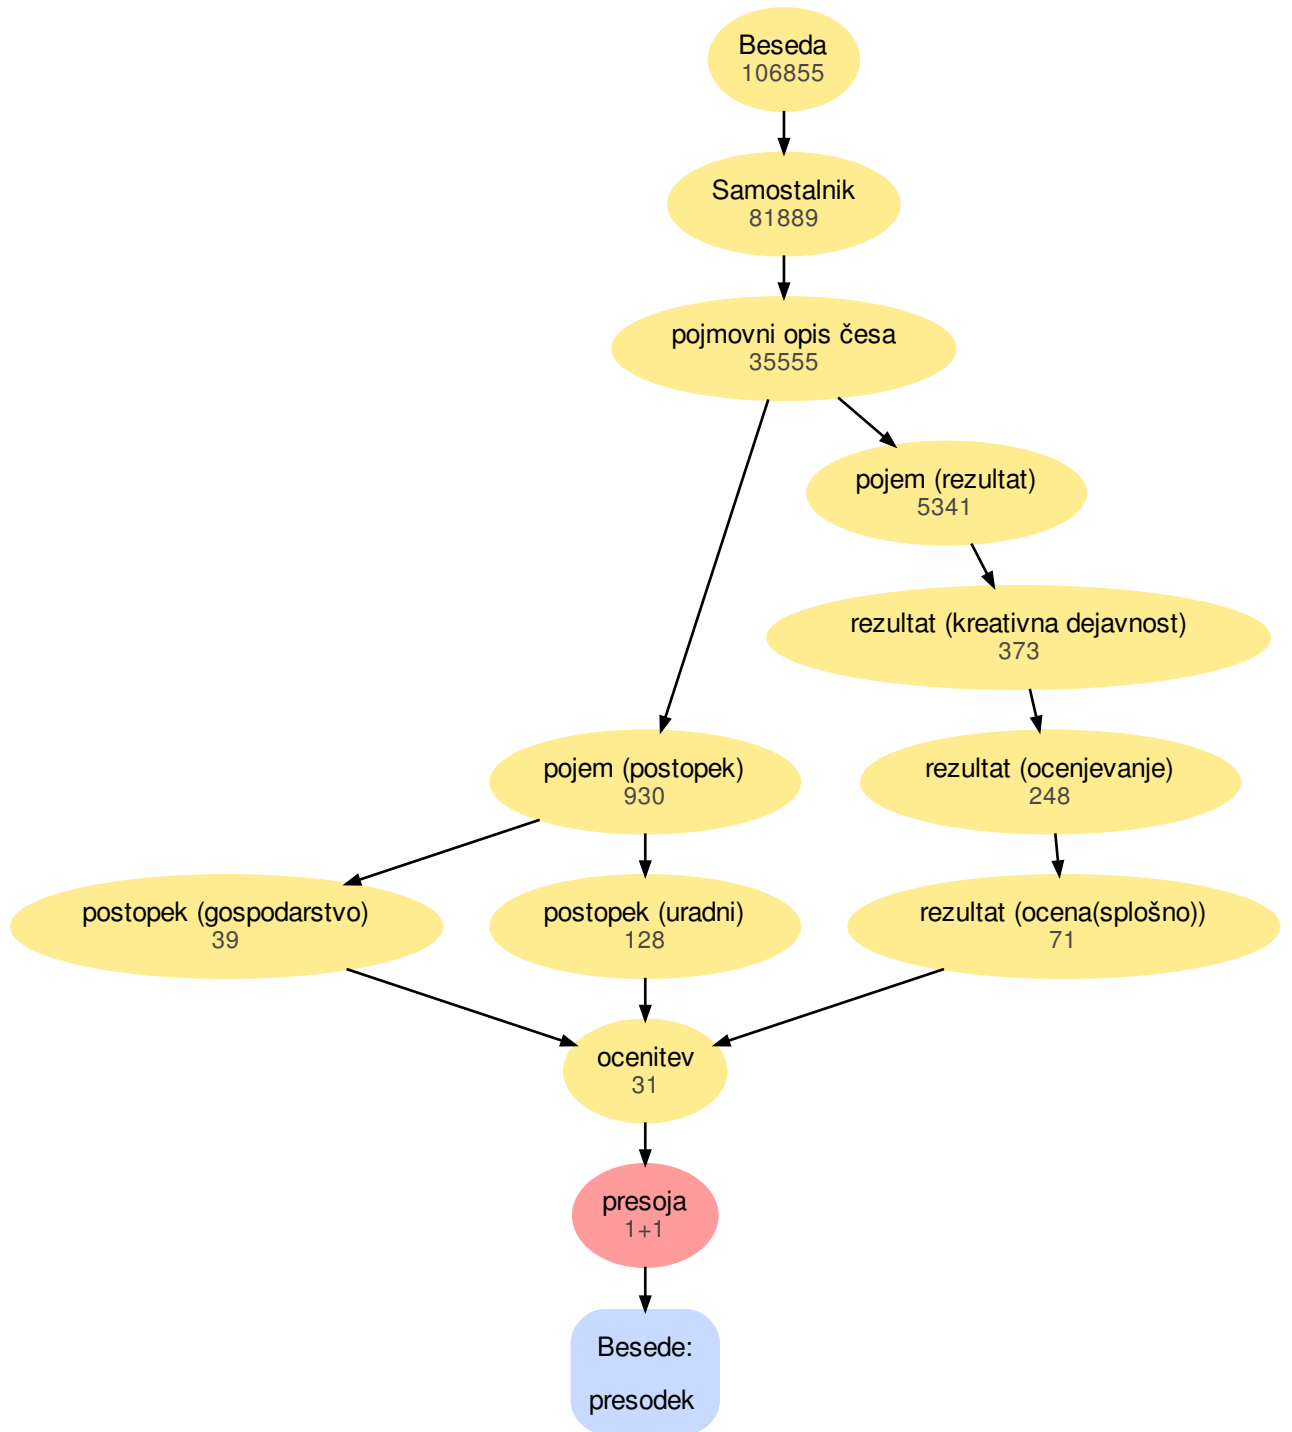 Beseda
106855
Samostalnik
81889
pojmovni opis česa
35555
pojem (rezultat)
5341
rezultat (kreativna dejavnost)
373
pojem (postopek)
930
rezultat (ocenjevanje)
248
postopek (gospodarstvo)
39
postopek (uradni)
128
rezultat (ocena(splošno))
71
ocenitev
31
presoja
1+1
Besede:
presodek